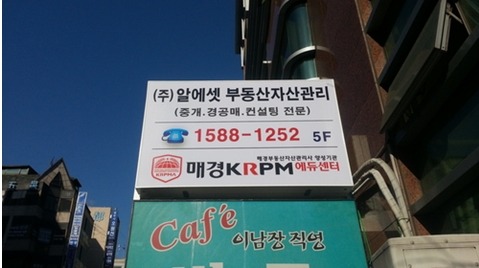 (주)알에셋 부동산자산관리
(중개.경공매.컨설팅 전문)
1588-1252 5F
매경부동산자산관리사 양성기관
KRPMA 매경KRPM에듀센터
Café 이남장 직영